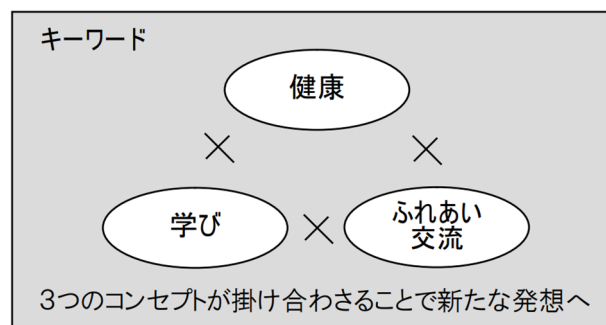 キーワード
健康
×
×
学び
×
ふれあい
交流
3つのコンセプトが掛け合わさることで新たな発想へ